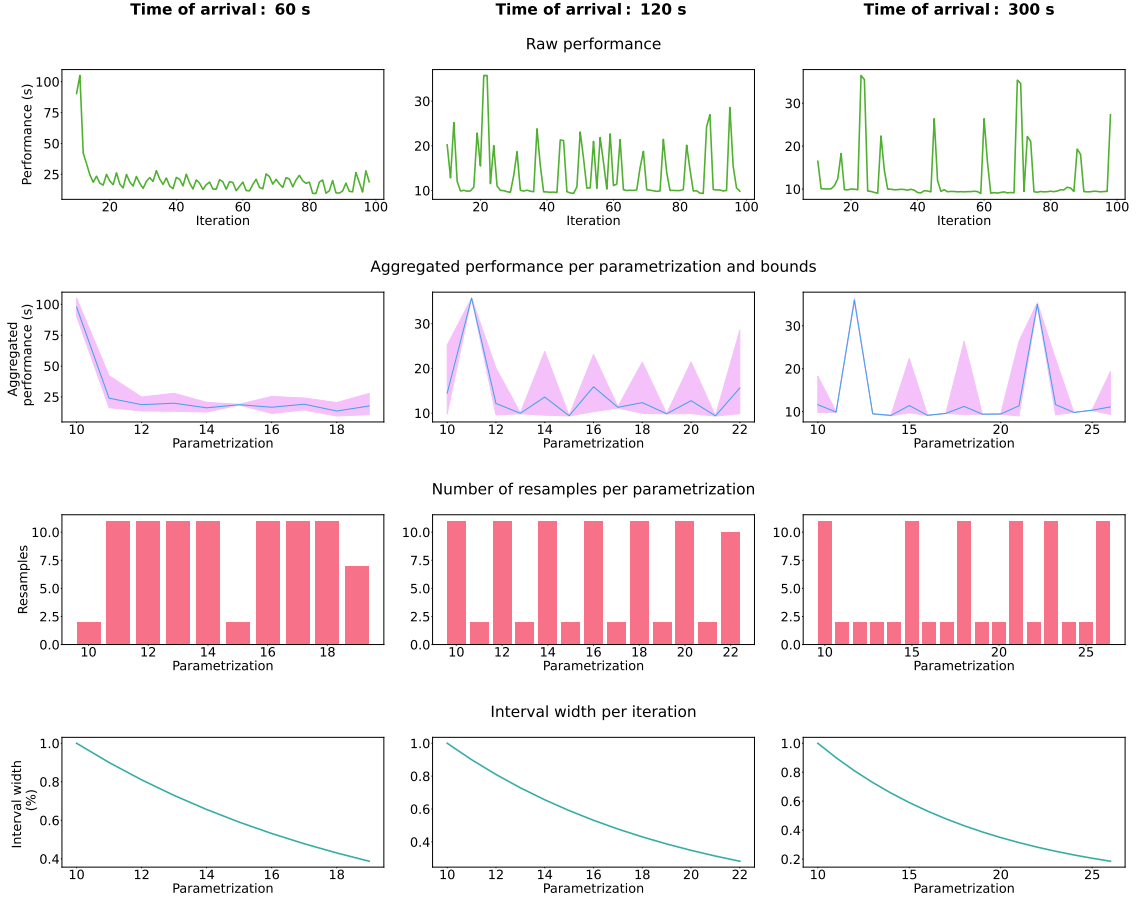 Time of arrival: 60 s
Time of arrival: 120 s
Time of arrival: 300 s
Raw performance
Performance (s)
100
75
50
25
20 40 60 80 100
Iteration
30
20
10
20 40 60 80 100
Iteration
30
20
10
20 40 60 80 100
Iteration
Aggregated performance per parametrization and bounds
Aggregated
performance (s)
100
75
50
25
10 12 14 16 18
Parametrization
30
20
10
10 12 14 16 18 20 22
Parametrization
30
20
10
10 15 20 25
Parametrization
Number of resamples per parametrization
Resamples
10.0
7.5
5.0
2.5
0.0
10 12 14 16 18
Parametrization
10.0
7.5
5.0
2.5
0.0
10 12 14 16 18 20 22
Parametrization
10.0
7.5
5.0
2.5
0.0
10 15 20 25
Parametrization
Interval width per iteration
Interval width
(%)
1.0
0.8
0.6
0.4
10 12 14 16 18
Parametrization
1.0
0.8
0.6
0.4
10 12 14 16 18 20 22
Parametrization
1.0
0.8
0.6
0.4
0.2
10 15 20 25
Parametrization